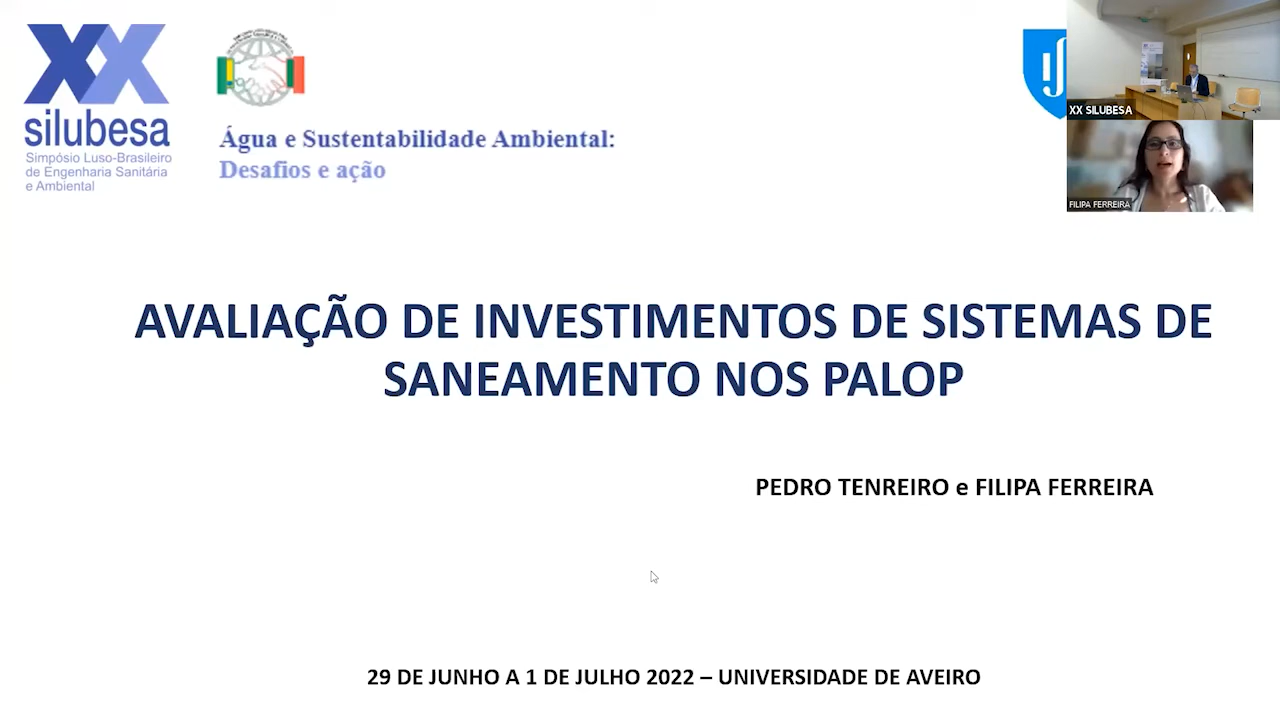 XX
silubesa
Simpósio Luso-Brasileiro
de Engenharia Sanitária
e Ambiental
Água e Sustentabilidade Ambiental:
Desafios e ação
XX SILUBESA
FILIPA FERREIRA
AVALIAÇÃO DE INVESTIMENTOS DE SISTEMAS DE
SANEAMENTO NOS PALOP
PEDRO TENREIRO e FILIPA FERREIRA
29 DE JUNHO A 1 DE JULHO 2022 – UNIVERSIDADE DE AVEIRO